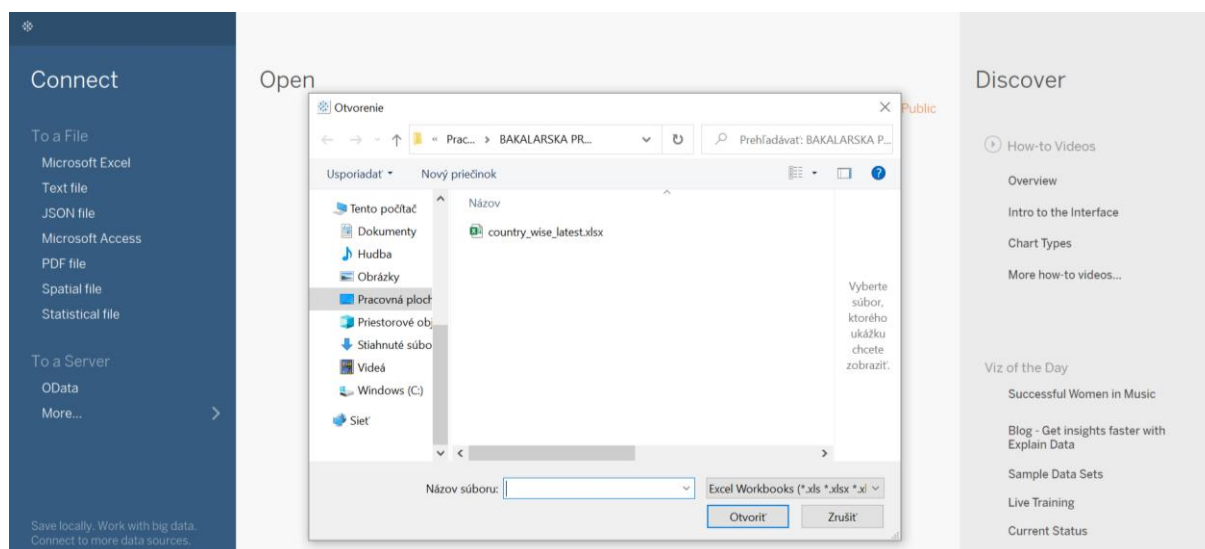 Connect
To a File
Microsoft Excel
Text file
JSON file
Microsoft Access
PDF file
Spatial file
Statistical file
To a Server
OData
More...
Save locally. Work with big data.
Connect to more data sources.
Open
Public
Otvorenie
« Prac... > BAKALARSKA PR...
Prehľadávať: BAKALARSKA P...
Usporiadať
Nový priečinok
Tento počítač
Dokumenty
Hudba
Obrázky
Pracovná ploch
Priestorové obj
Stiahnuté súbo
Videá
Windows (C:)
Sieť
Názov
country_wise_latest.xlsx
Vyberte
súbor,
ktorého
ukážku
chcete
zobraziť.
Názov súboru:
Excel Workbooks (*.xls *.xlsx *.xl
Otvoriť
Zrušiť
Discover
How-to Videos
Overview
Intro to the Interface
Chart Types
More how-to videos...
Viz of the Day
Successful Women in Music
Blog - Get insights faster with
Explain Data
Sample Data Sets
Live Training
Current Status